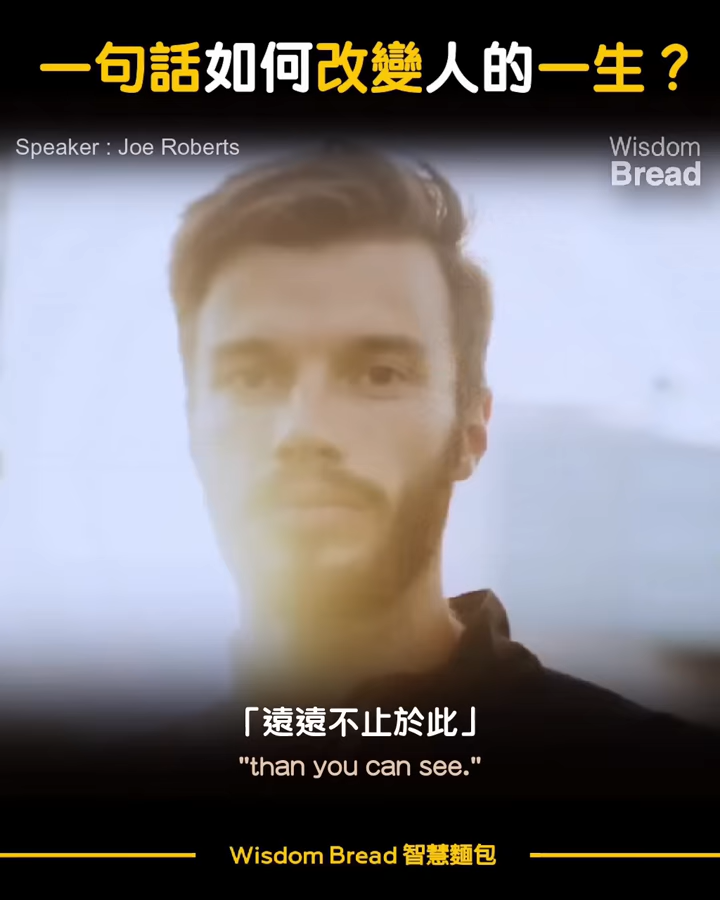 一句話如何改變人的一生？
Speaker : Joe Roberts
Wisdom
Bread
「遠遠不止於此」
"than you can see."
Wisdom Bread 智慧麵包